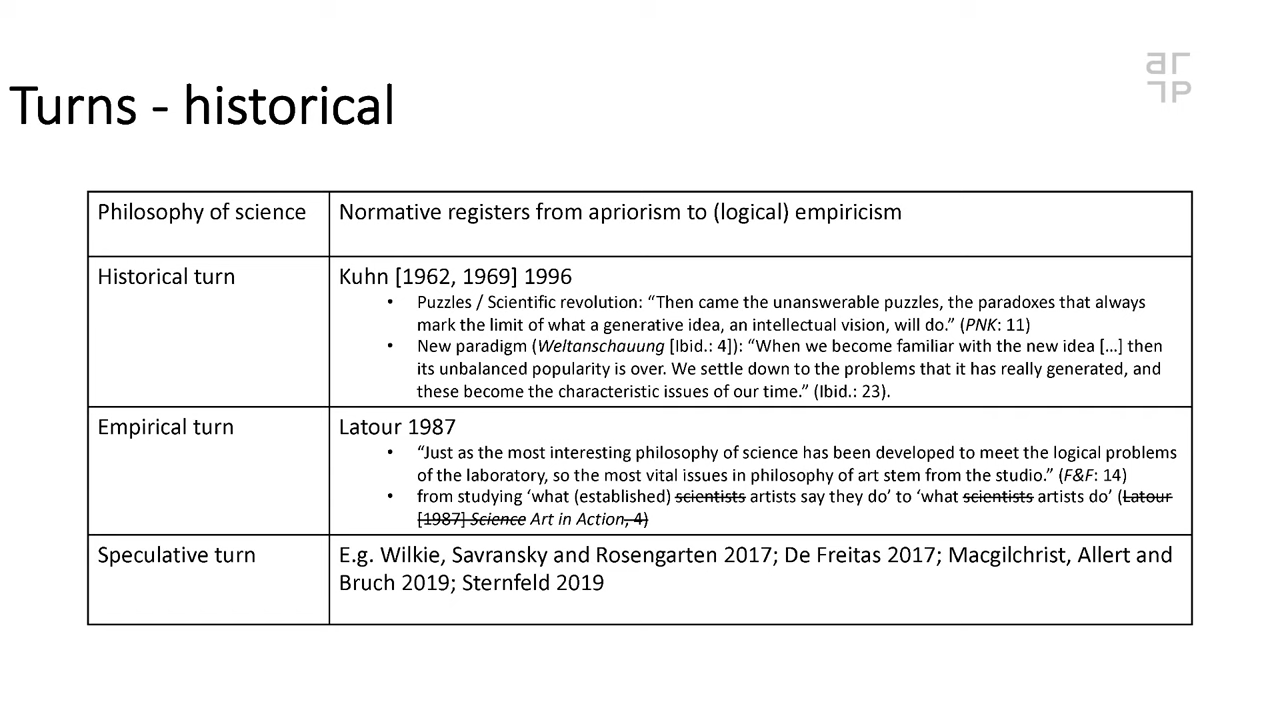 ar
JP
Turns - historical
Philosophy of science
Normative registers from apriorism to (logical) empiricism
Historical turn
Kuhn [1962, 1969] 1996
• Puzzles / Scientific revolution: “Then came the unanswerable puzzles, the paradoxes that always
mark the limit of what a generative idea, an intellectual vision, will do.” (PNK: 11)
• New paradigm (Weltanschauung [Ibid.: 4]): “When we become familiar with the new idea […] then
its unbalanced popularity is over. We settle down to the problems that it has really generated, and
these become the characteristic issues of our time.” (Ibid.: 23).
Empirical turn
Latour 1987
• “Just as the most interesting philosophy of science has been developed to meet the logical problems
of the laboratory, so the most vital issues in philosophy of art stem from the studio.” (F&F: 14)
• from studying ‘what (established) scientists artists say they do’ to ‘what scientists artists do’ (Latour
[1987] Science Art in Action, 4)
Speculative turn
E.g. Wilkie, Savransky and Rosengarten 2017; De Freitas 2017; Macgilchrist, Allert and
Bruch 2019; Sternfeld 2019